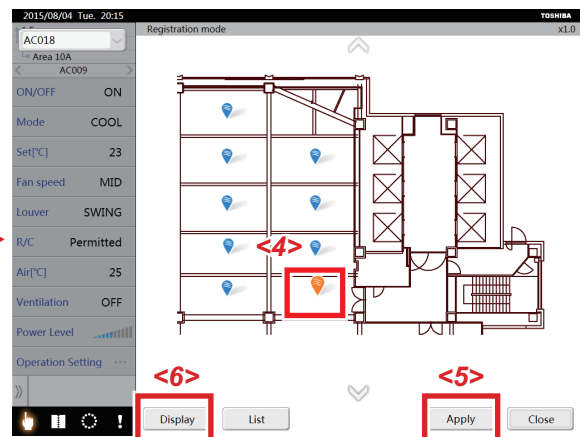 2015/08/04 Tue. 20:15
TOSHIBA
Registration mode
x1.0
AC018
Area 10A
AC009
ON/OFF ON
Mode COOL
Set[°C] 23
Fan speed MID
Louver SWING
R/C Permitted
Air[°C] 25
Ventilation OFF
Power Level
Operation Setting ...
<4>
<6>
<5>
Display
List
Apply
Close